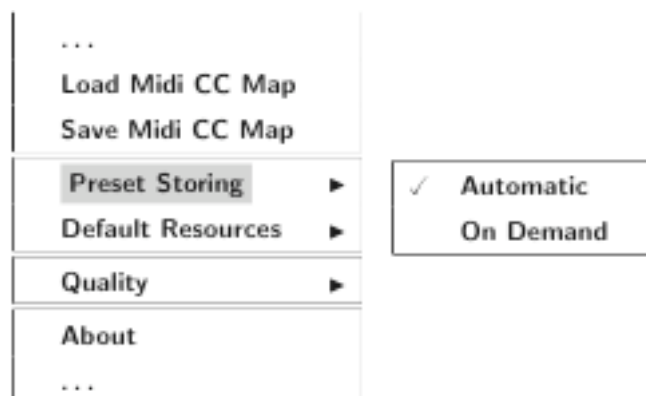 ...
Load Midi CC Map
Save Midi CC Map
Preset Storing ▶
Default Resources ▶
Quality ▶
About
...
✓ Automatic
On Demand